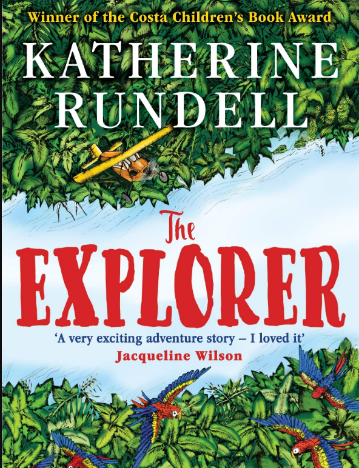 Winner of the Costa Children's Book Award
KATHERINE
RUNDELL
The
EXPLORER
'A very exciting adventure story – I loved it'
Jacqueline Wilson